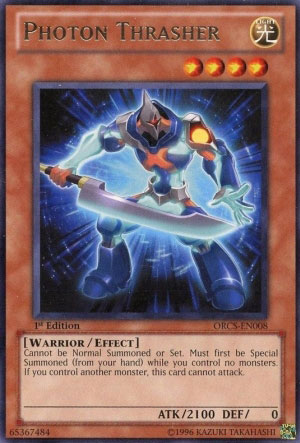 PHOTON THRASHER
LIGHT
光
1st Edition
ORCS-EN008
[WARRIOR / EFFECT]
Cannot be Normal Summoned or Set. Must first be Special
Summoned (from your hand) while you control no monsters.
If you control another monster, this card cannot attack.
ATK/2100 DEF/ 0
65367484
©1996 KAZUKI TAKAHASHI